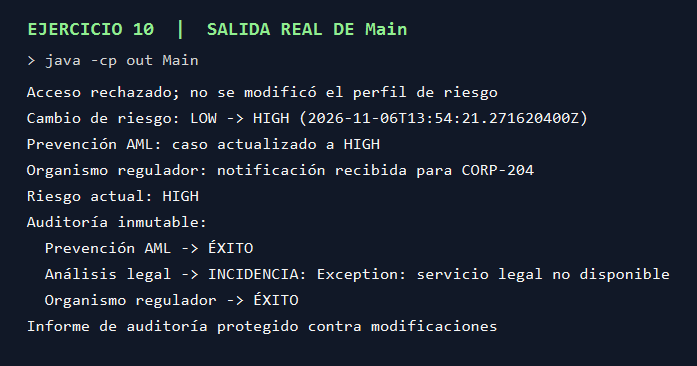 EJERCICIO 10 | SALIDA REAL DE Main
> java -cp out Main
Acceso rechazado; no se modificó el perfil de riesgo
Cambio de riesgo: LOW -> HIGH (2026-11-06T13:54:21.271620400Z)
Prevención AML: caso actualizado a HIGH
Organismo regulador: notificación recibida para CORP-204
Riesgo actual: HIGH
Auditoría inmutable:
  Prevención AML -> ÉXITO
  Análisis legal -> INCIDENCIA: Exception: servicio legal no disponible
  Organismo regulador -> ÉXITO
Informe de auditoría protegido contra modificaciones